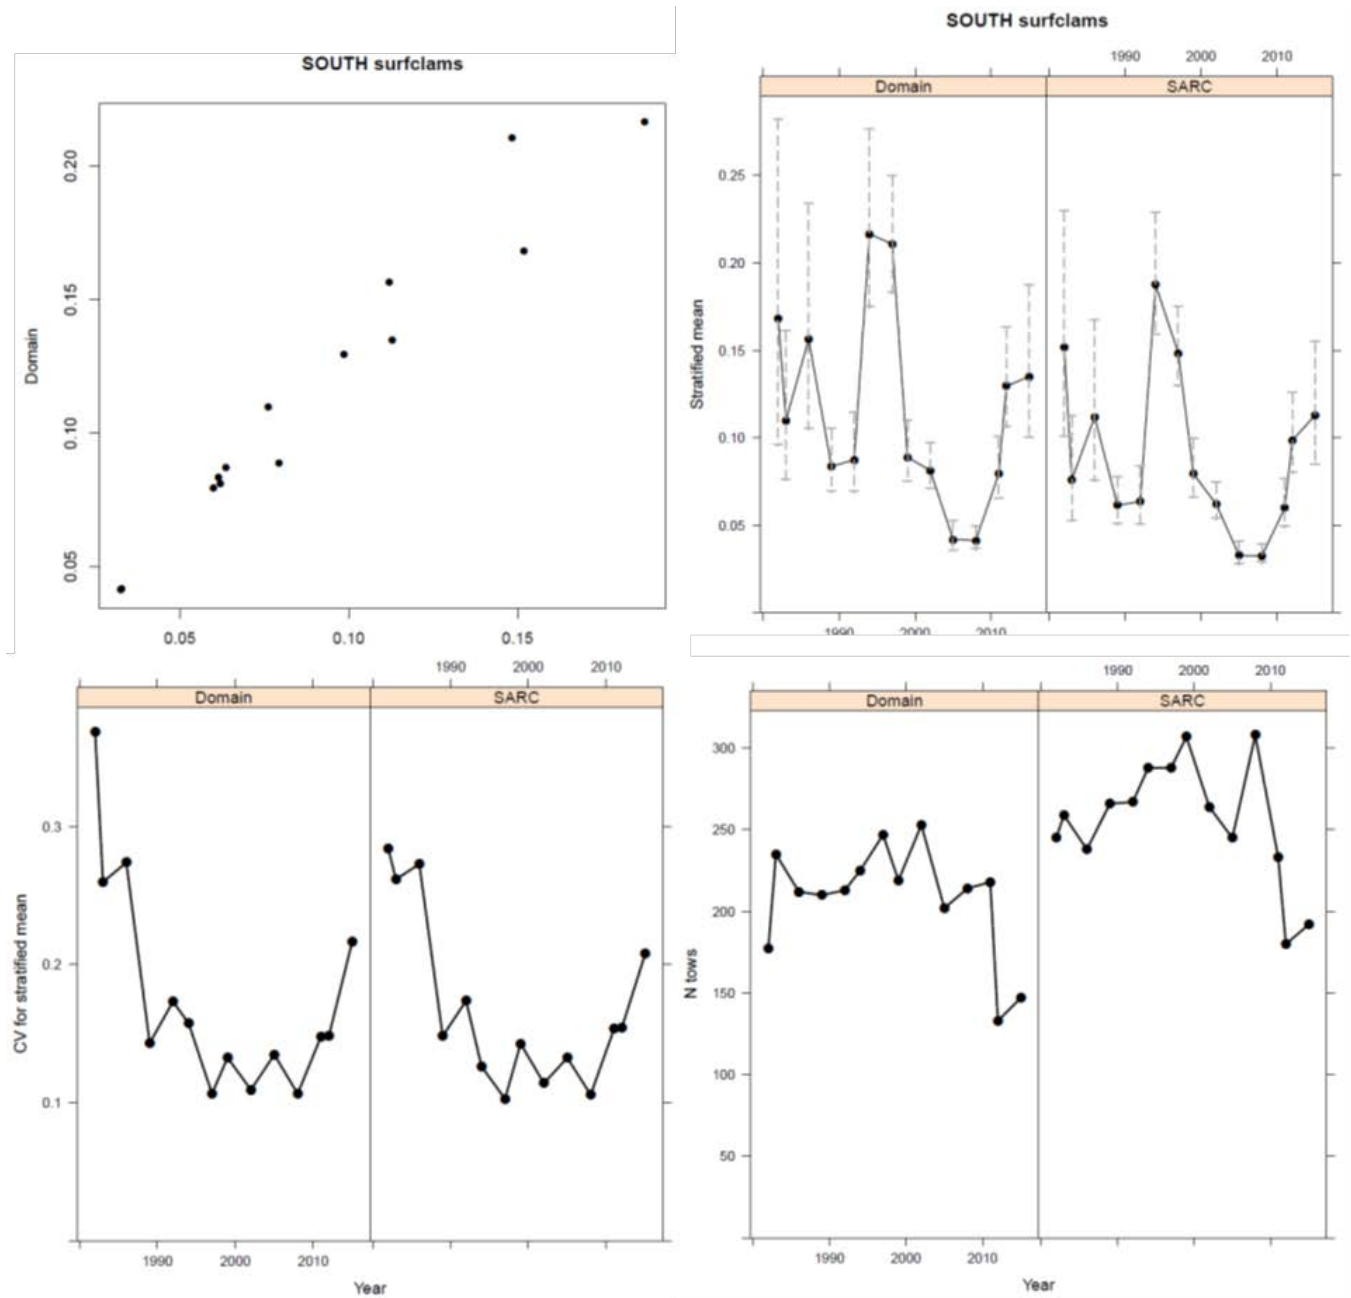 SOUTH surfclams
0.20
0.15
0.10
0.05
Domain
0.05 0.10 0.15
SOUTH surfclams
1990 2000 2010
Domain SARC
0.25
0.20
0.15
0.10
0.05
Stratified mean
1990 2000 2010
1990 2000 2010
Domain SARC
0.3
0.2
0.1
CV for stratified mean
1990 2000 2010
Year
1990 2000 2010
Domain SARC
300
250
200
150
100
50
N tows
1990 2000 2010
Year